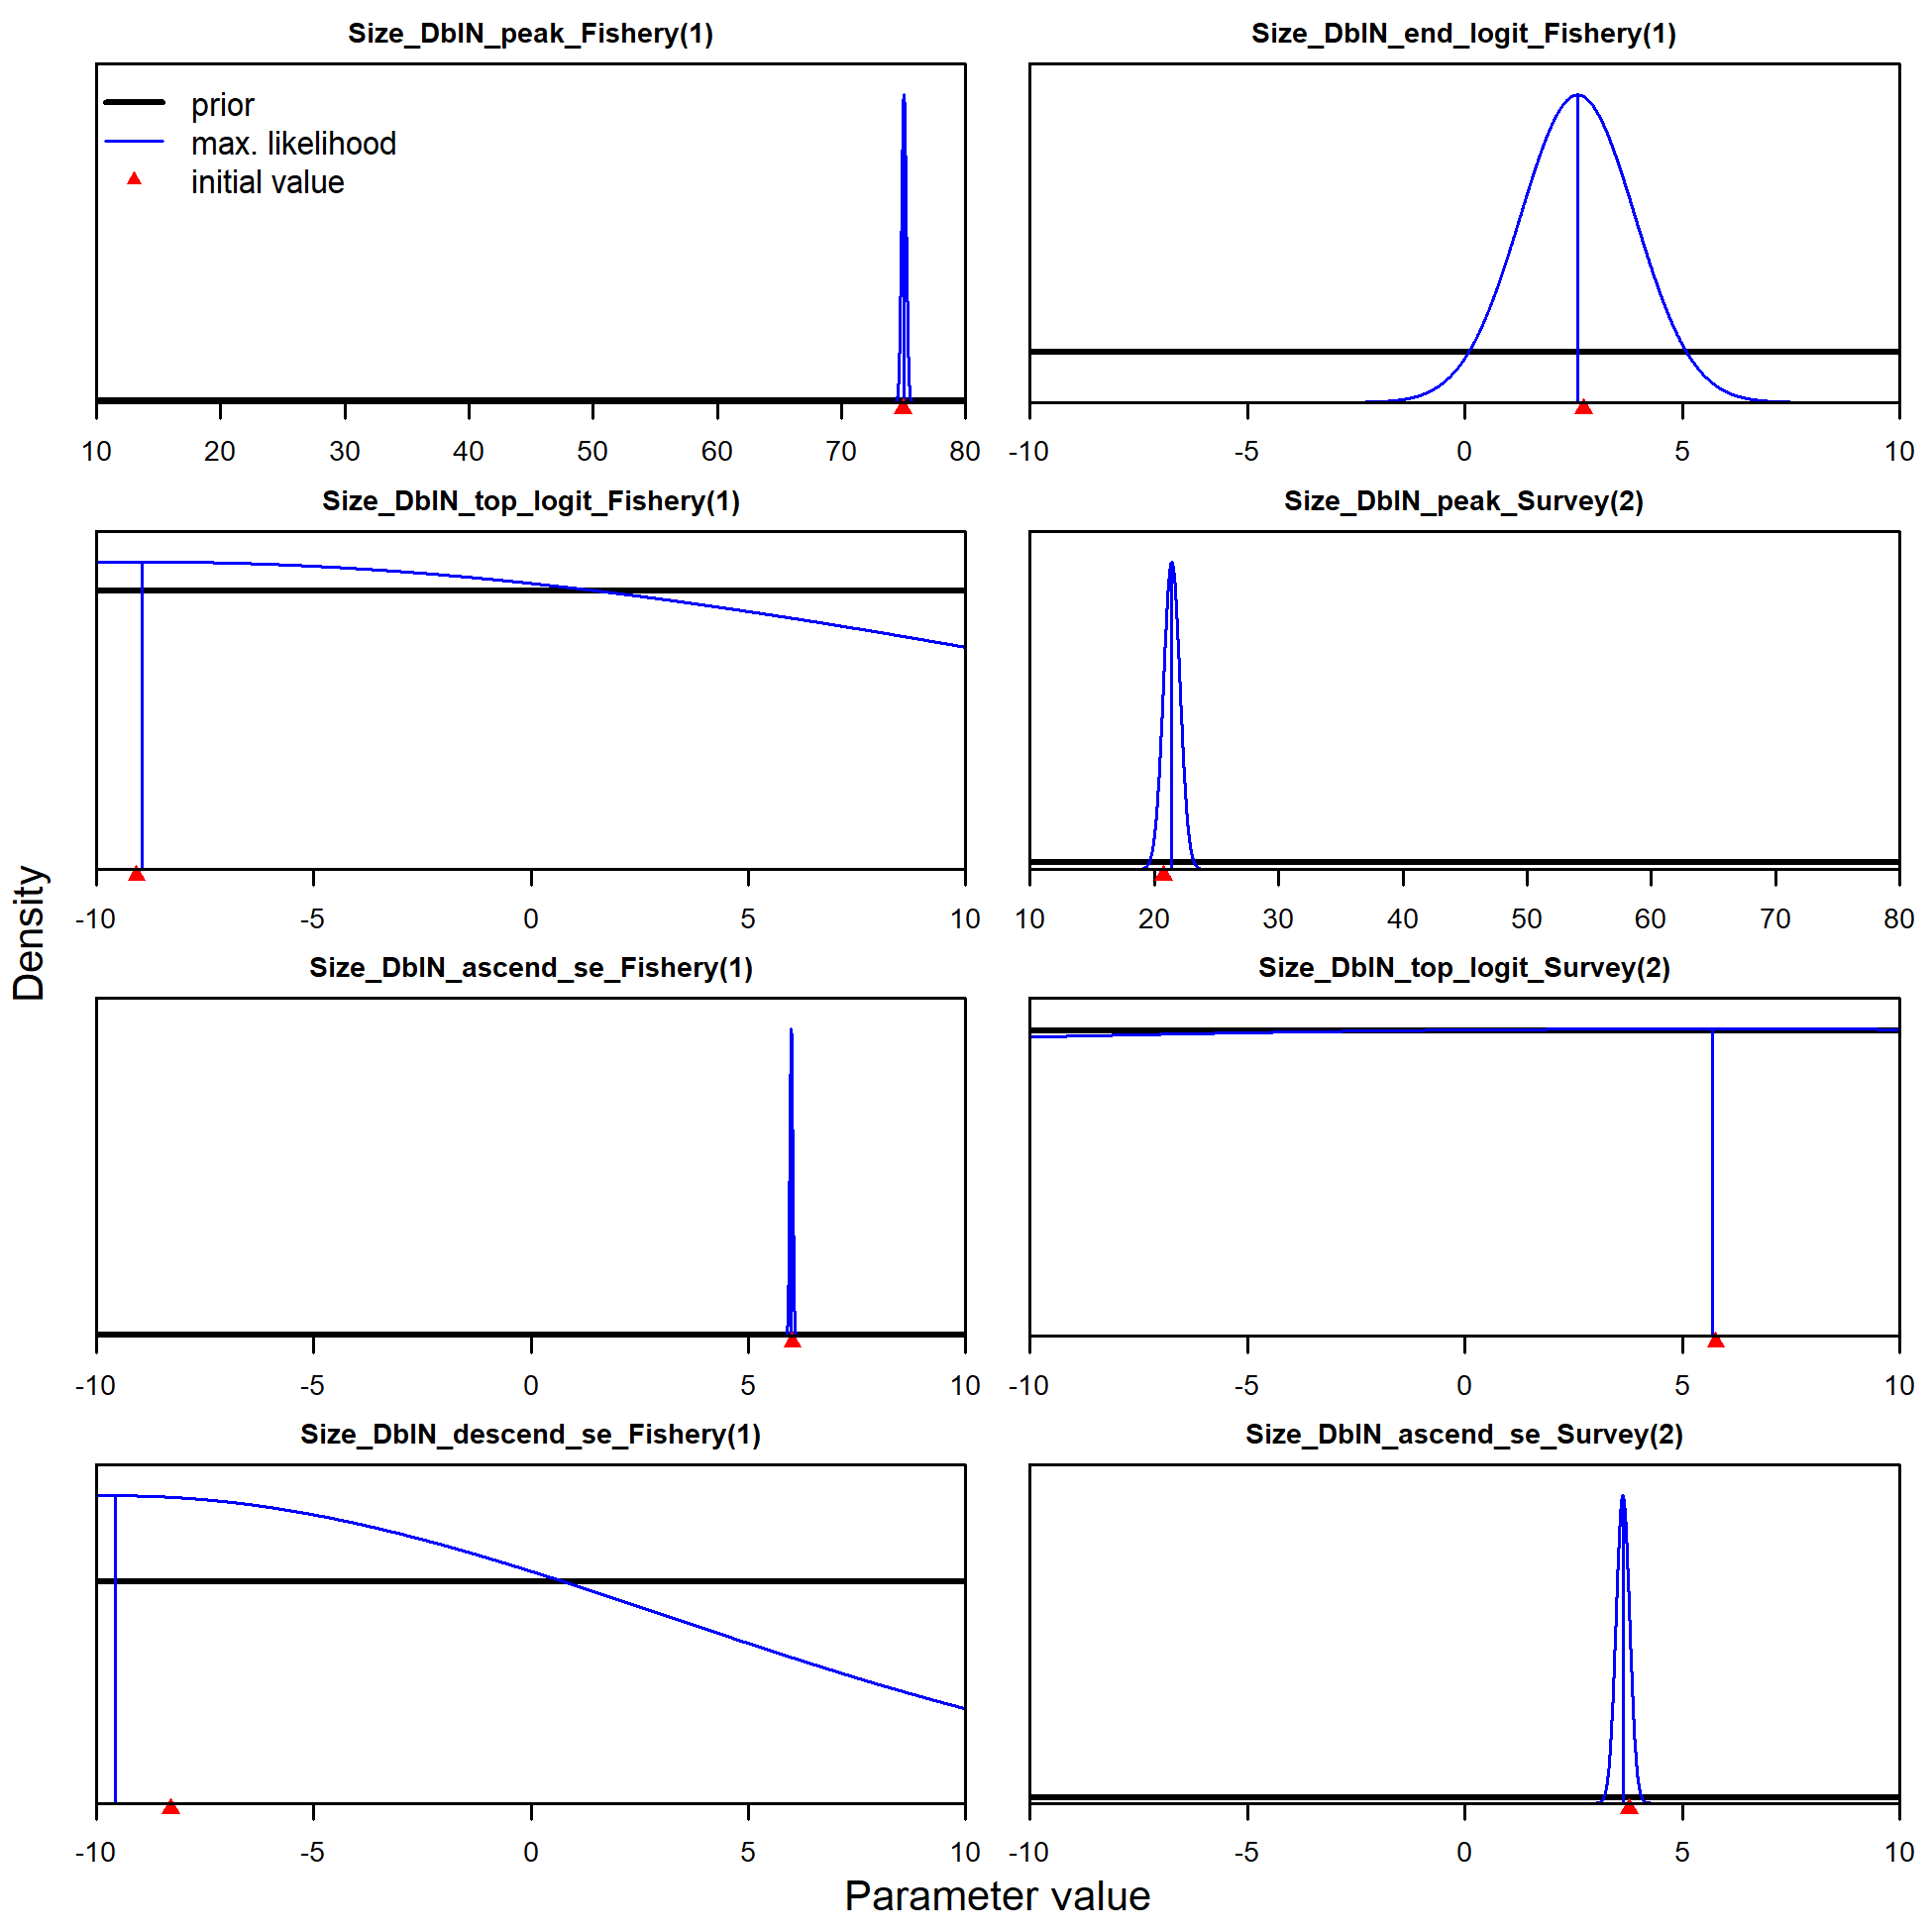 Size_DblN_peak_Fishery(1)
prior
max. likelihood
initial value
10 20 30 40 50 60 70 80
Size_DblN_end_logit_Fishery(1)
-10 -5 0 5 10
Size_DblN_top_logit_Fishery(1)
-10 -5 0 5 10
Size_DblN_peak_Survey(2)
10 20 30 40 50 60 70 80
Size_DblN_ascend_se_Fishery(1)
-10 -5 0 5 10
Size_DblN_top_logit_Survey(2)
-10 -5 0 5 10
Size_DblN_descend_se_Fishery(1)
-10 -5 0 5 10
Size_DblN_ascend_se_Survey(2)
-10 -5 0 5 10
Density
Parameter value